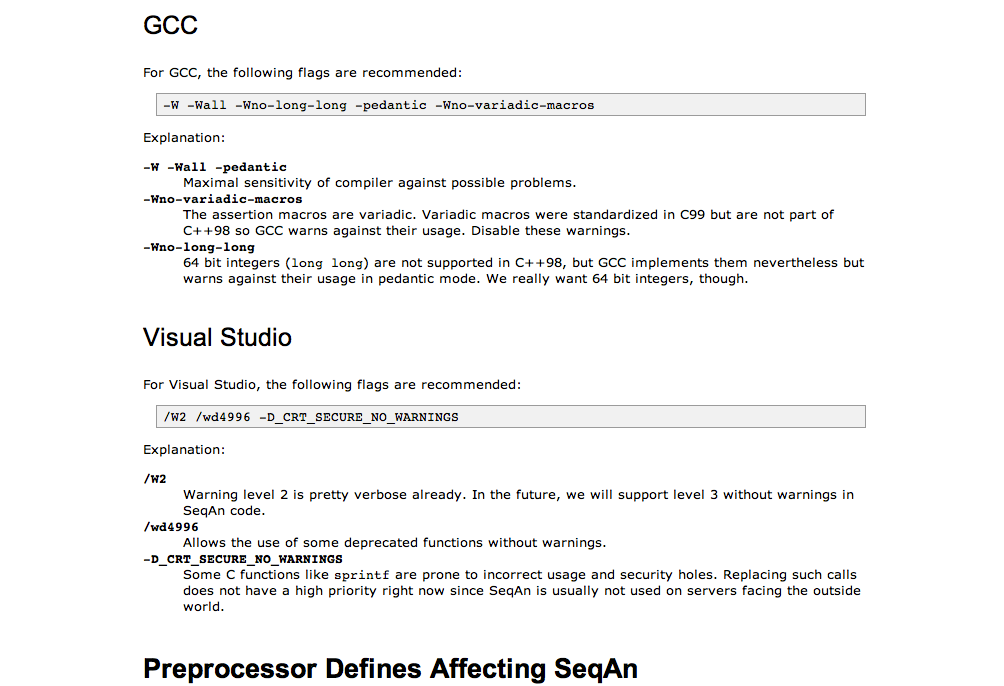 GCC
For GCC, the following flags are recommended:
-W -Wall -Wno-long-long -pedantic -Wno-variadic-macros
Explanation:
-W -Wall -pedantic
Maximal sensitivity of compiler against possible problems.
-Wno-variadic-macros
The assertion macros are variadic. Variadic macros were standardized in C99 but are not part of
C++98 so GCC warns against their usage. Disable these warnings.
-Wno-long-long
64 bit integers (long long) are not supported in C++98, but GCC implements them nevertheless but
warns against their usage in pedantic mode. We really want 64 bit integers, though.
Visual Studio
For Visual Studio, the following flags are recommended:
/W2 /wd4996 -D_CRT_SECURE_NO_WARNINGS
Explanation:
/W2
Warning level 2 is pretty verbose already. In the future, we will support level 3 without warnings in
SeqAn code.
/wd4996
Allows the use of some deprecated functions without warnings.
-D_CRT_SECURE_NO_WARNINGS
Some C functions like sprintf are prone to incorrect usage and security holes. Replacing such calls
does not have a high priority right now since SeqAn is usually not used on servers facing the outside
world.
Preprocessor Defines Affecting SeqAn